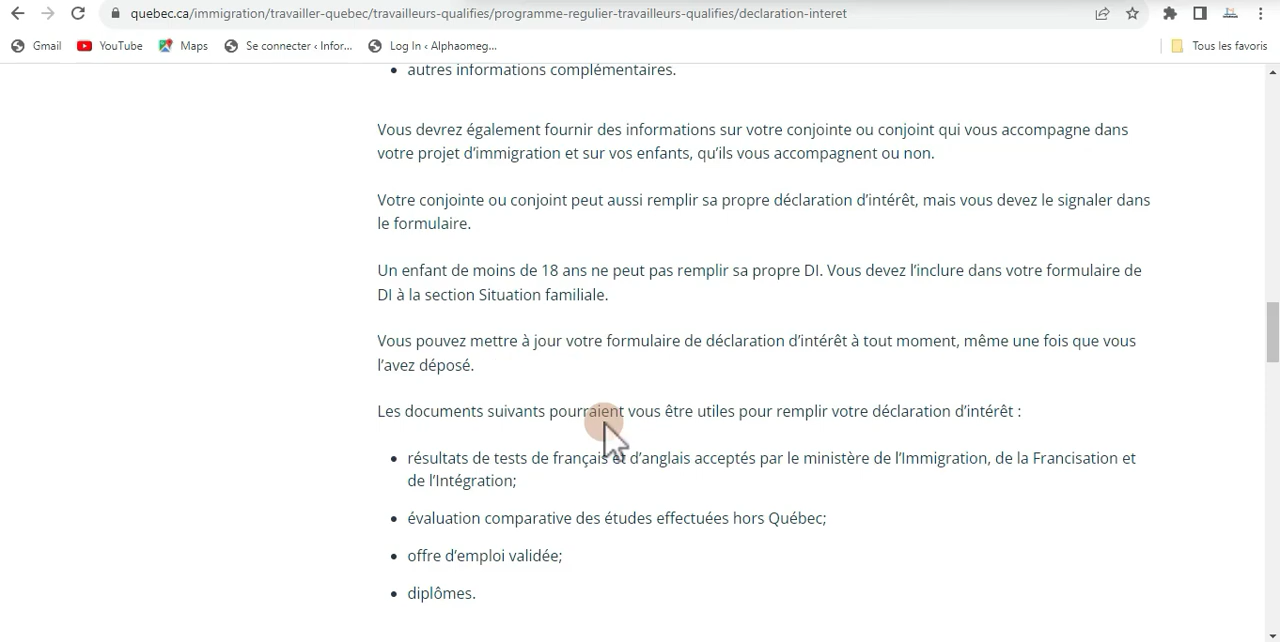 quebec.ca/immigration/travailler-quebec/travailleurs-qualifies/programme-regulier-travailleurs-qualifies/declaration-interet
Gmail YouTube Maps Se connecter ‹ Infor... Log In ‹ Alphaomeg... Tous les favoris
• autres informations complémentaires.
Vous devrez également fournir des informations sur votre conjointe ou conjoint qui vous accompagne dans
votre projet d’immigration et sur vos enfants, qu’ils vous accompagnent ou non.
Votre conjointe ou conjoint peut aussi remplir sa propre déclaration d’intérêt, mais vous devez le signaler dans
le formulaire.
Un enfant de moins de 18 ans ne peut pas remplir sa propre DI. Vous devez l’inclure dans votre formulaire de
DI à la section Situation familiale.
Vous pouvez mettre à jour votre formulaire de déclaration d’intérêt à tout moment, même une fois que vous
l’avez déposé.
Les documents suivants pourraient vous être utiles pour remplir votre déclaration d’intérêt :
• résultats de tests de français et d’anglais acceptés par le ministère de l’Immigration, de la Francisation et
de l’Intégration;
• évaluation comparative des études effectuées hors Québec;
• offre d’emploi validée;
• diplômes.